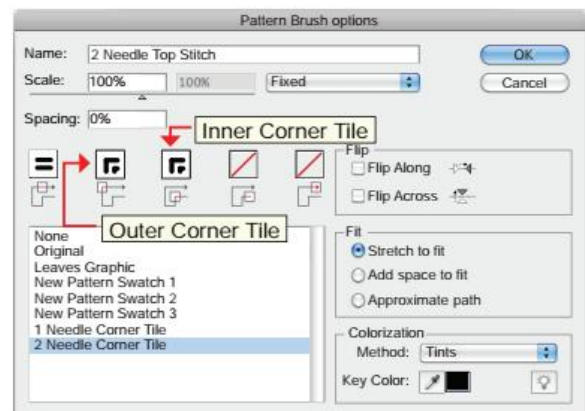 Pattern Brush options
Name: 2 Needle Top Stitch
OK
Scale: 100% 100% Fixed
Cancel
Spacing: 0%
Inner Corner Tile
Flip
Flip Along
Flip Across
Outer Corner Tile
None
Original
Leaves Graphic
New Pattern Swatch 1
New Pattern Swatch 2
New Pattern Swatch 3
1 Needle Corner Tile
2 Needle Corner Tile
Fit
Stretch to fit
Add space to fit
Approximate path
Colorization
Method: Tints
Key Color: